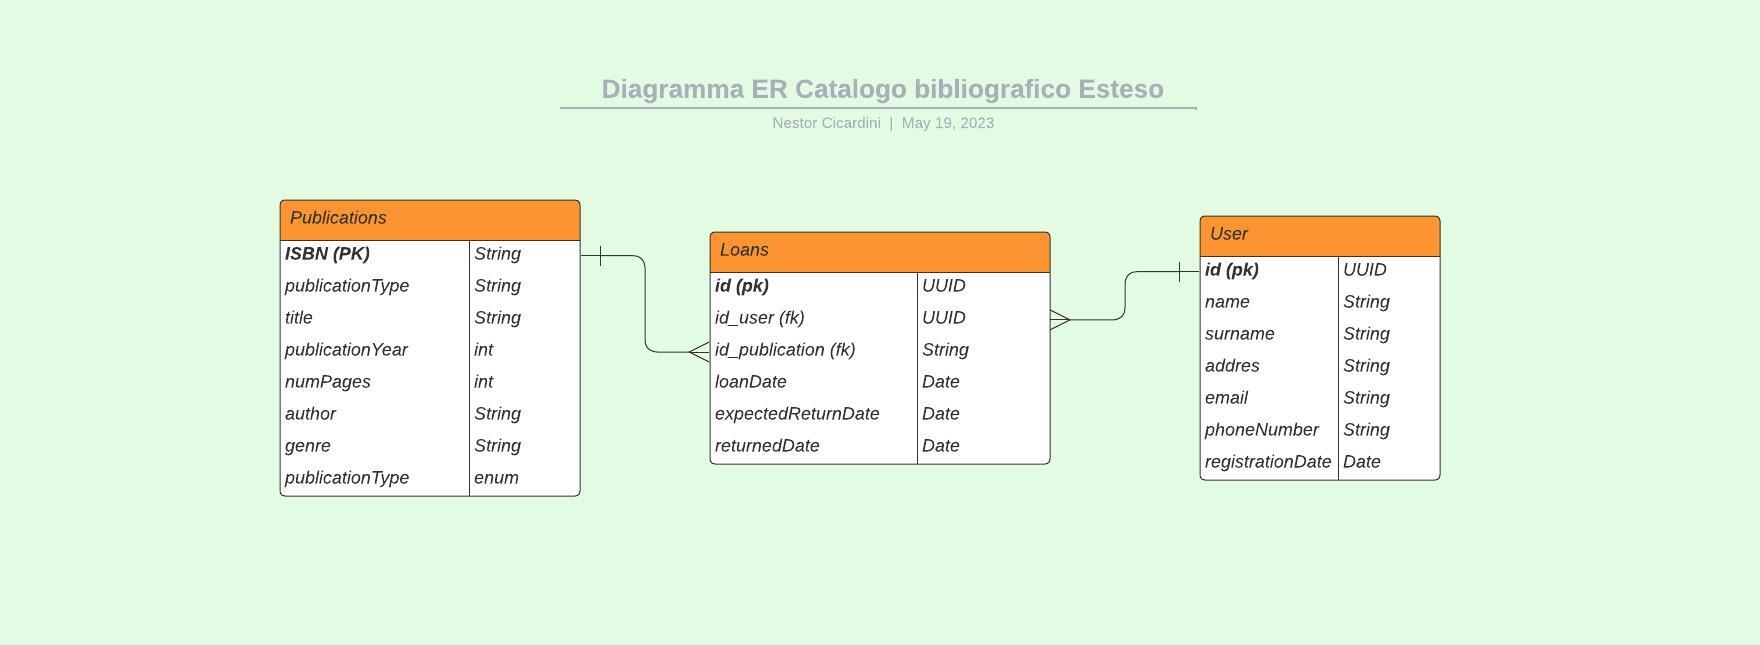 Diagramma ER Catalogo bibliografico Esteso
Nestor Cicardini | May 19, 2023
Publications
ISBN (PK) String
publicationType String
title String
publicationYear int
numPages int
author String
genre String
publicationType enum
Loans
id (pk) UUID
id_user (fk) UUID
id_publication (fk) String
loanDate Date
expectedReturnDate Date
returnedDate Date
User
id (pk) UUID
name String
surname String
addres String
email String
phoneNumber String
registrationDate Date